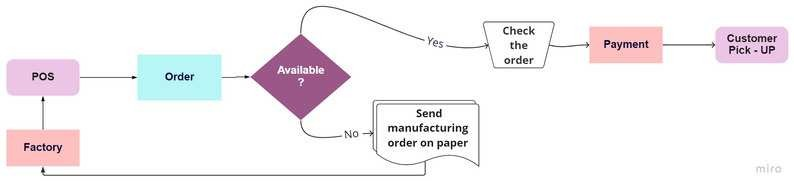 POS
Order
Available
?
Yes
Check
the
order
Payment
Customer
Pick - UP
No
Send
manufacturing
order on paper
Factory
miro